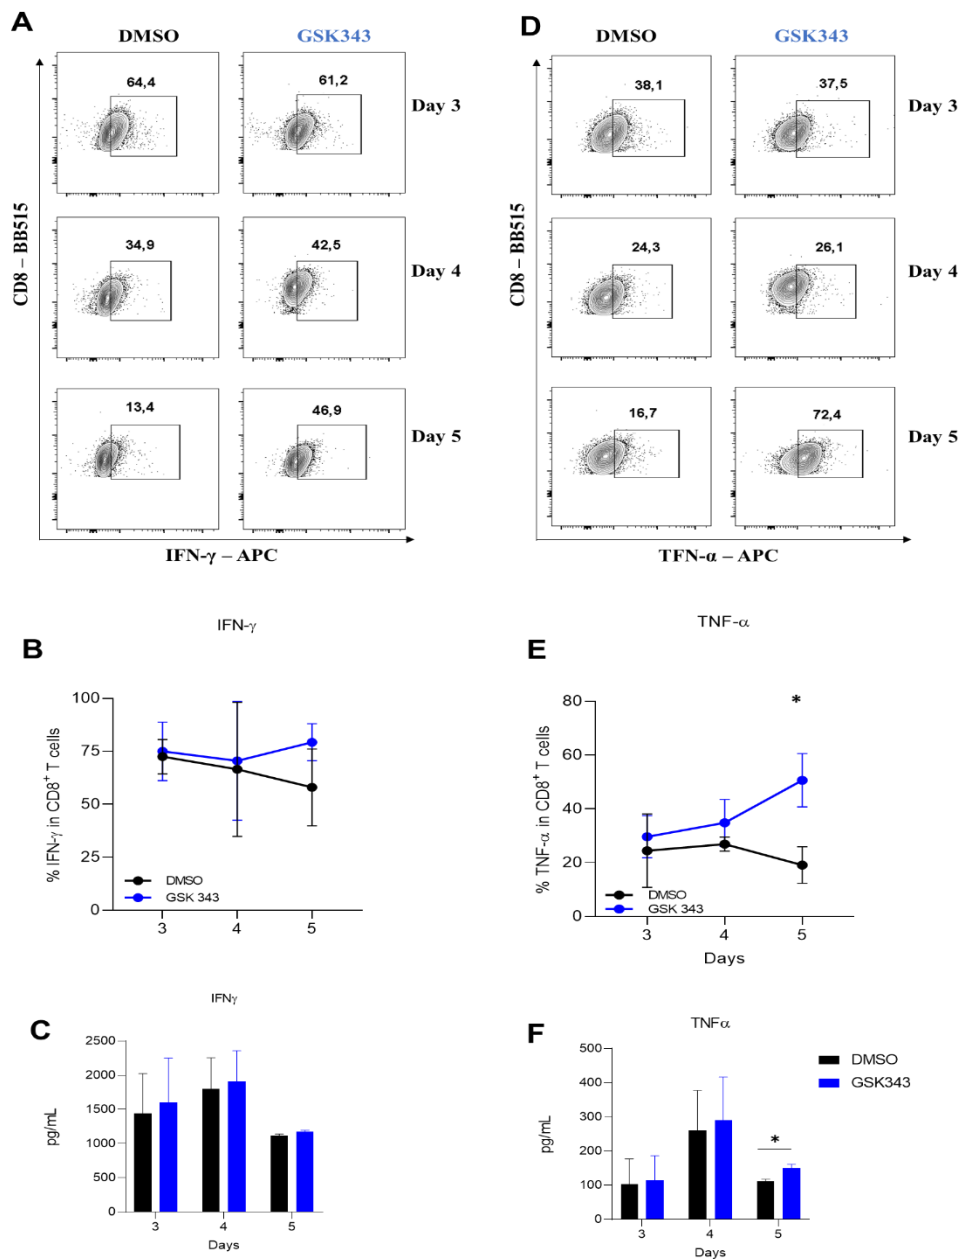 A
DMSO
GSK343
64,4
61,2
Day 3
34,9
42,5
Day 4
13,4
46,9
Day 5
CD8 – BB515
IFN-γ – APC
D
DMSO
GSK343
38,1
37,5
Day 3
24,3
26,1
Day 4
16,7
72,4
Day 5
CD8 – BB515
TFN-α – APC
B
IFN-γ
% IFN-γ in CD8+ T cells
100
75
50
25
0
DMSO
GSK 343
3
4
5
E
TNF-α
% TNF-α in CD8+ T cells
80
60
40
20
0
*
DMSO
GSK 343
3
4
5
Days
C
IFNγ
pg/mL
2500
2000
1500
1000
500
0
3
4
5
Days
F
TNFα
pg/mL
500
400
300
200
100
0
*
3
4
5
Days
DMSO
GSK343